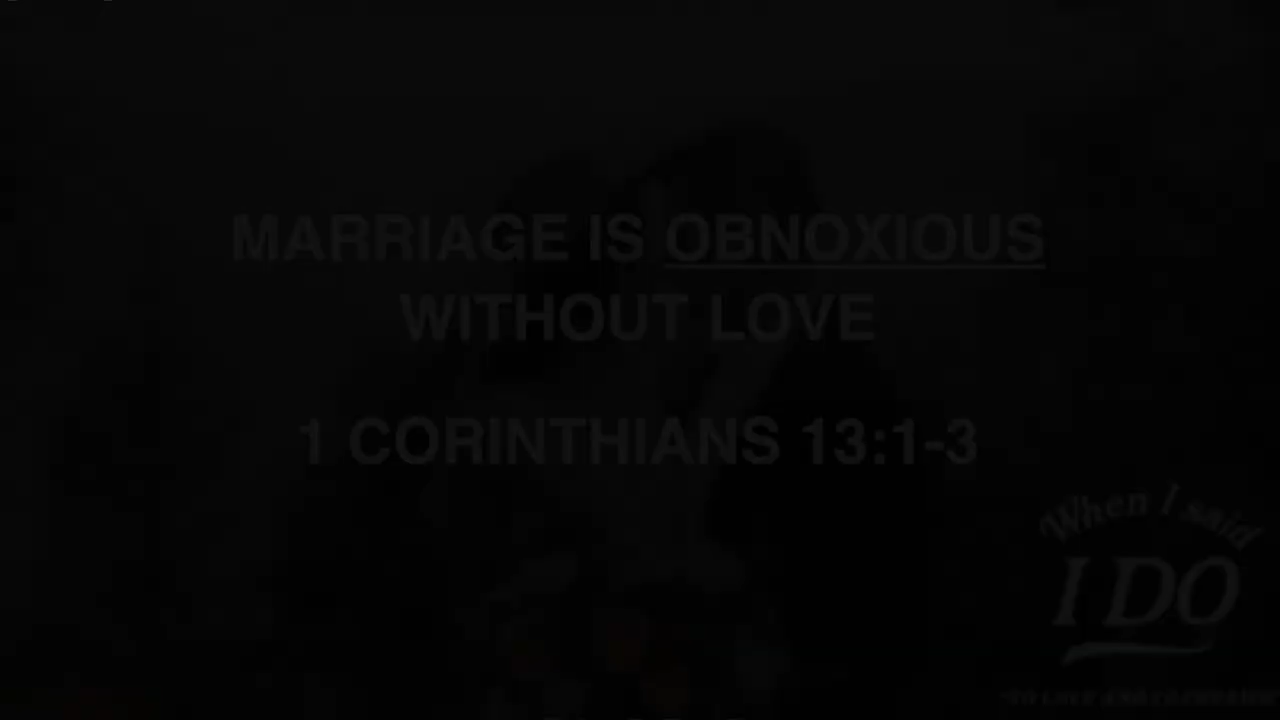 MARRIAGE IS OBNOXIOUS
WITHOUT LOVE
1 CORINTHIANS 13:1-3
When I said
I DO